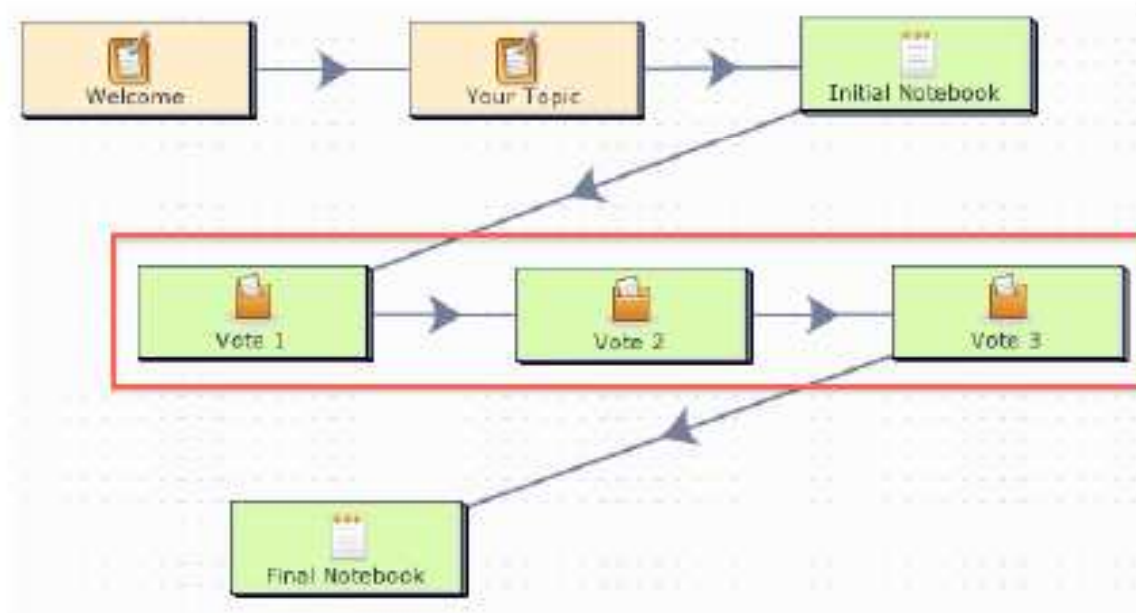 Welcome
Your Topic
Initial Notebook
Vote 1
Vote 2
Vote 3
Final Notebook